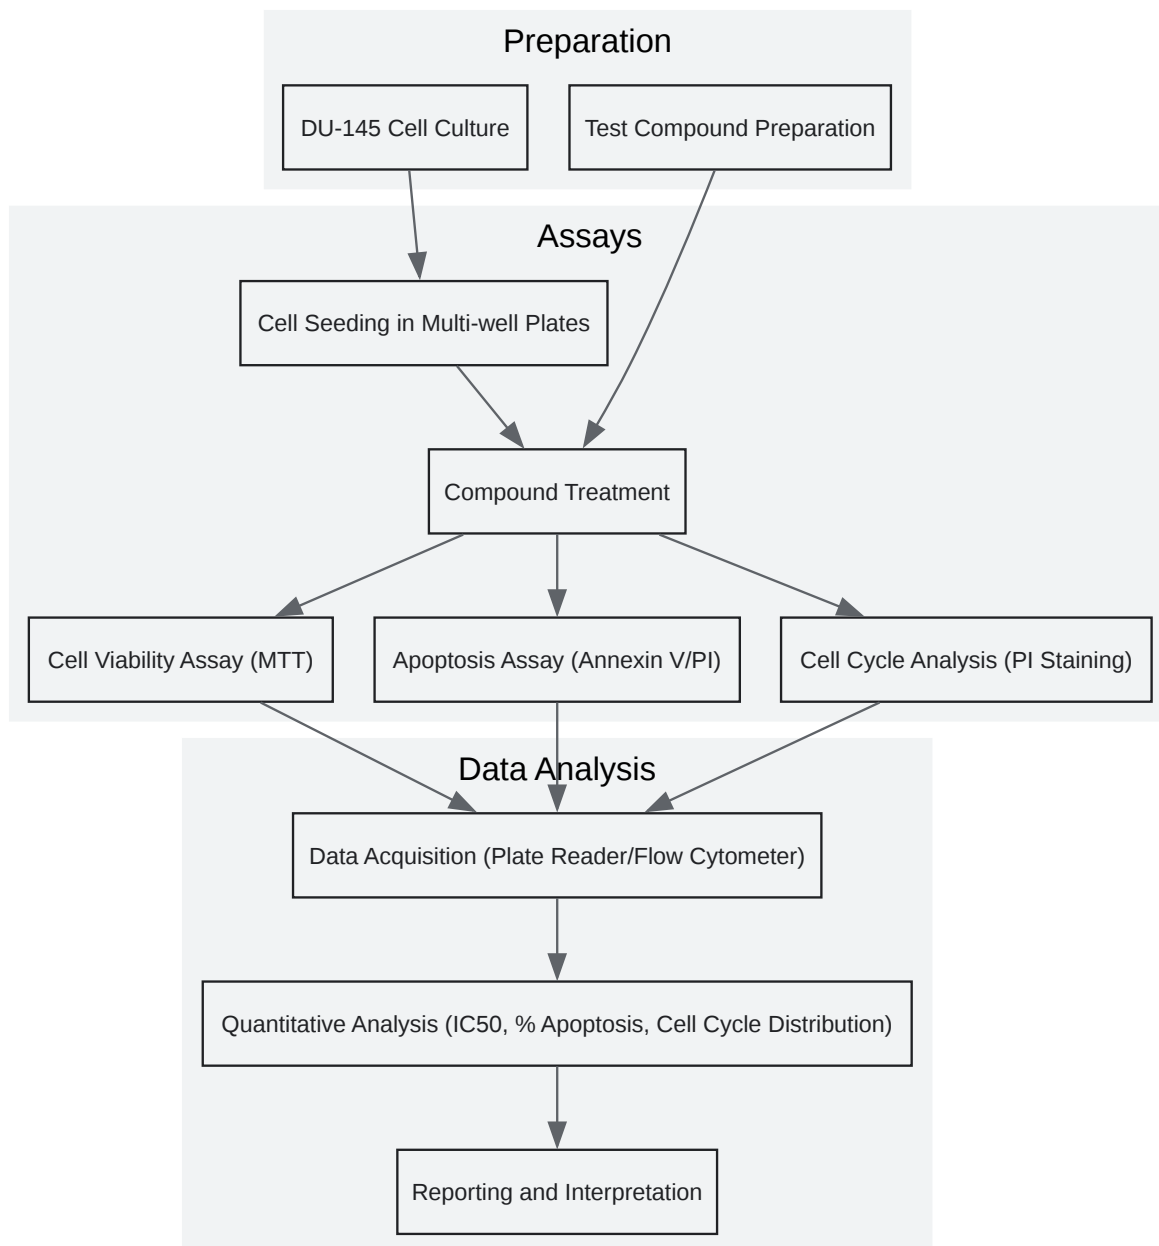 Preparation
DU-145 Cell Culture
Test Compound Preparation
Assays
Cell Seeding in Multi-well Plates
Compound Treatment
Cell Viability Assay (MTT)
Apoptosis Assay (Annexin V/PI)
Cell Cycle Analysis (PI Staining)
Data Analysis
Data Acquisition (Plate Reader/Flow Cytometer)
Quantitative Analysis (IC50, % Apoptosis, Cell Cycle Distribution)
Reporting and Interpretation